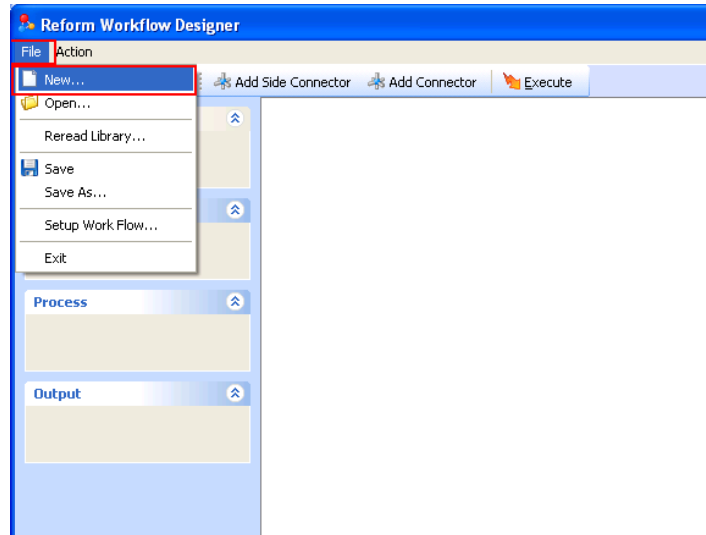 Reform Workflow Designer
File Action
New...
Add Side Connector Add Connector Execute
Open...
Reread Library...
Save
Save As...
Setup Work Flow...
Exit
Process
Output